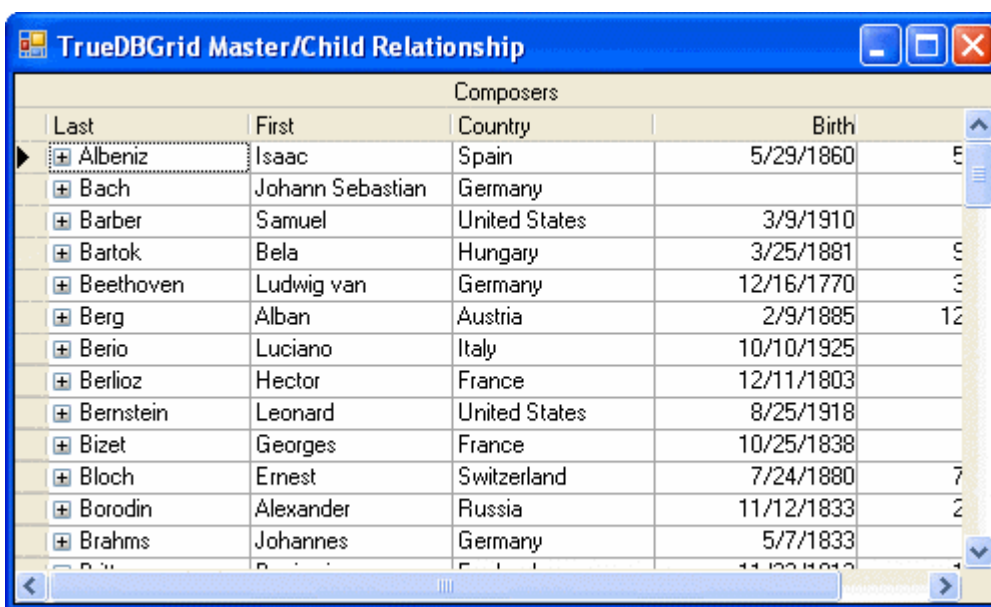 TrueDBGrid Master/Child Relationship
Composers
Last First Country Birth
Albeniz Isaac Spain 5/29/1860 5
Bach Johann Sebastian Germany
Barber Samuel United States 3/9/1910
Bartok Bela Hungary 3/25/1881
Beethoven Ludwig van Germany 12/16/1770
Berg Alban Austria 2/9/1885 12
Berio Luciano Italy 10/10/1925
Berlioz Hector France 12/11/1803
Bernstein Leonard United States 8/25/1918
Bizet Georges France 10/25/1838
Bloch Ernest Switzerland 7/24/1880 7
Borodin Alexander Russia 11/12/1833 2
Brahms Johannes Germany 5/7/1833